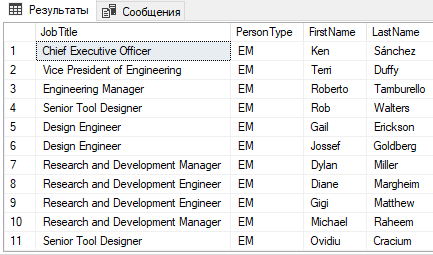 Результаты Сообщения
JobTitle PersonType FirstName LastName
1 Chief Executive Officer EM Ken Sánchez
2 Vice President of Engineering EM Terri Duffy
3 Engineering Manager EM Roberto Tamburello
4 Senior Tool Designer EM Rob Walters
5 Design Engineer EM Gail Erickson
6 Design Engineer EM Jossef Goldberg
7 Research and Development Manager EM Dylan Miller
8 Research and Development Engineer EM Diane Margheim
9 Research and Development Engineer EM Gigi Matthew
10 Research and Development Manager EM Michael Raheem
11 Senior Tool Designer EM Ovidiu Cracium